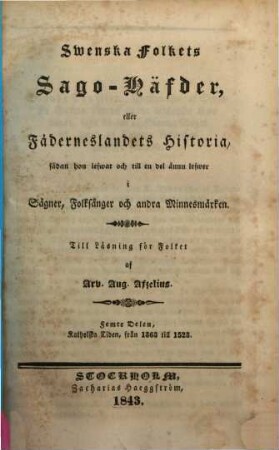 Swenska Folkets
Sago-Häfder,
eller
Fäderneslandets Historia,
sådan hon lefwat och till en del ännu lefwer
i
Sägner, Folksånger och andra Minnesmärken.
Till Läsning för Folket
af
Arv. Aug. Afzelius.
Femte Delen,
Katholska Tiden, från 1363 till 1523.
STOCKHOLM,
Zacharias Haeggström,
1843.